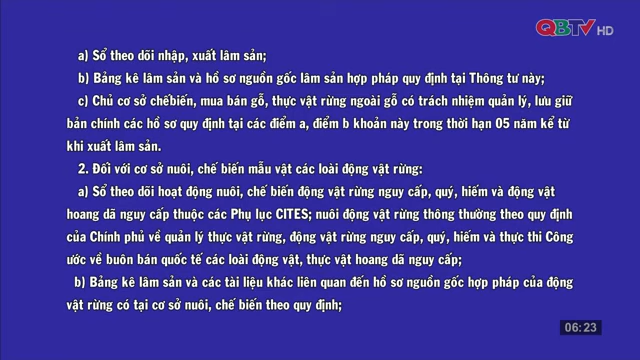 QBTV HD
a) Sổ theo dõi nhập, xuất lâm sản;
b) Bảng kê lâm sản và hồ sơ nguồn gốc lâm sản hợp pháp quy định tại Thông tư này;
c) Chủ cơ sở chếbiến, mua bán gỗ, thực vật rừng ngoài gỗ có trách nhiệm quản lý, lưu giữ
bản chính các hồ sơ quy định tại các điểm a, điểm b khoản này trong thời hạn 05 năm kể từ
khi xuất lâm sản.
2. Đối với cơ sở nuôi, chế biến mẫu vật các loài động vật rừng:
a) Sổ theo dõi hoạt động nuôi, chế biến động vật rừng nguy cấp, quý, hiếm và động vật
hoang dã nguy cấp thuộc các Phụ lục CITES; nuôi động vật rừng thông thường theo quy định
của Chính phủ về quản lý thực vật rừng, động vật rừng nguy cấp, quý, hiếm và thực thi Công
ước về buôn bán quốc tế các loài động vật, thực vật hoang dã nguy cấp;
b) Bảng kê lâm sản và các tài liệu khác liên quan đến hồ sơ nguồn gốc hợp pháp của động
vật rừng có tại cơ sở nuôi, chế biến theo quy định;
06:23